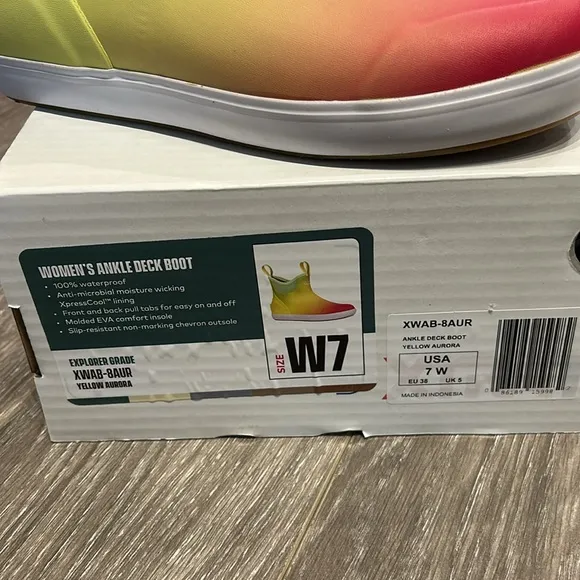 WOMEN'S ANKLE DECK BOOT
• 100% waterproof
• Anti-microbial moisture wicking
XpressCool™ lining
• Front and back pull tabs for easy on and off
• Molded EVA comfort insole
• Slip-resistant non-marking chevron outsole
EXPLORER GRADE
XWAB-8AUR
YELLOW AURORA
SIZE
W7
XWAB-8AUR
ANKLE DECK BOOT
YELLOW AURORA
USA
7 W
EU 38 UK 5
MADE IN INDONESIA